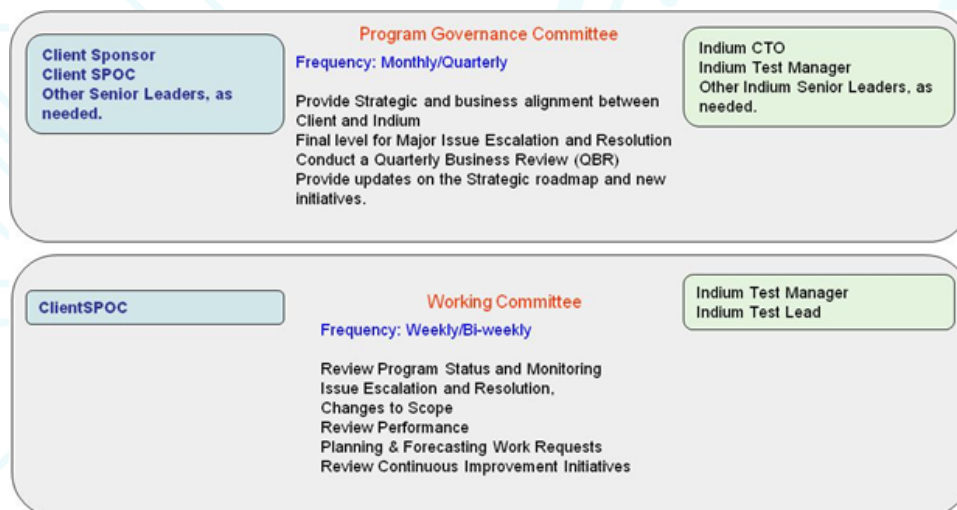 Client Sponsor
Client SPOC
Other Senior Leaders, as
needed.
Program Governance Committee
Frequency: Monthly/Quarterly
Provide Strategic and business alignment between
Client and Indium
Final level for Major Issue Escalation and Resolution
Conduct a Quarterly Business Review (QBR)
Provide updates on the Strategic roadmap and new
initiatives.
Indium CTO
Indium Test Manager
Other Indium Senior Leaders, as
needed.
ClientSPOC
Working Committee
Frequency: Weekly/Bi-weekly
Review Program Status and Monitoring
Issue Escalation and Resolution,
Changes to Scope
Review Performance
Planning & Forecasting Work Requests
Review Continuous Improvement Initiatives
Indium Test Manager
Indium Test Lead